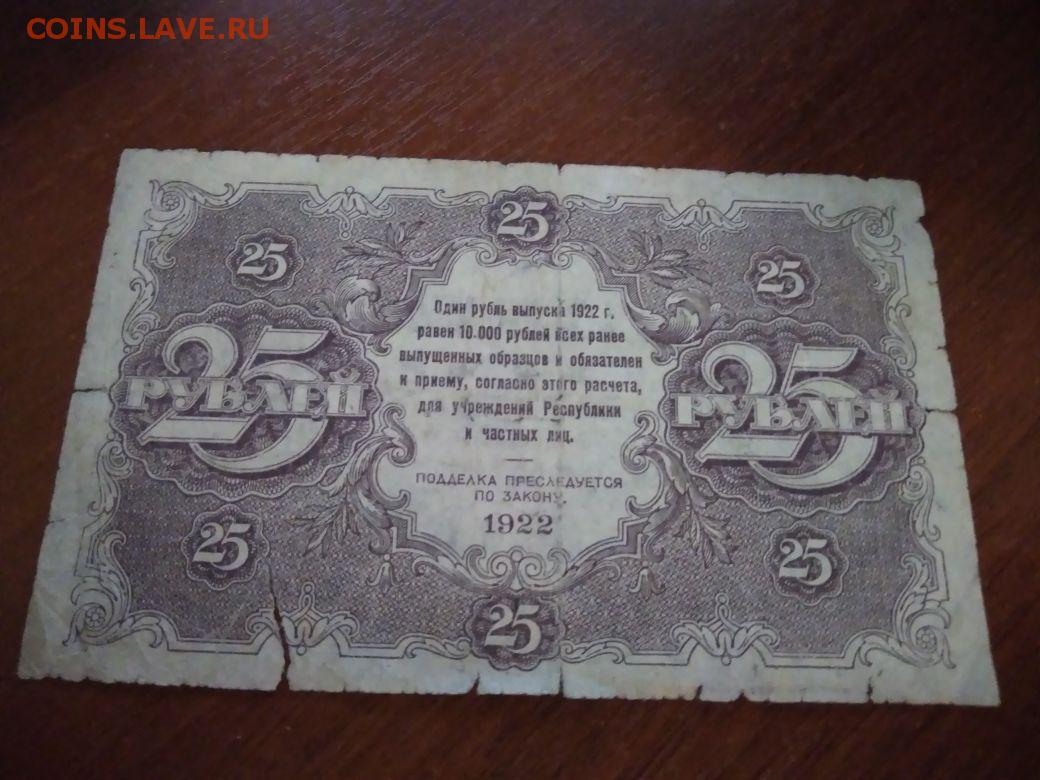 COINS.LAVE.RU
25
25
25
Один рубль выпуска 1922 г.
равен 10.000 рублей всех ранее
выпущенных образцов и обязателен
к приему, согласно этого расчета,
для учреждений Республики
и частных лиц.
25 РУБЛЕЙ
25 РУБЛЕЙ
ПОДДЕЛКА ПРЕСЛЕДУЕТСЯ
ПО ЗАКОНУ.
1922
25
25
25